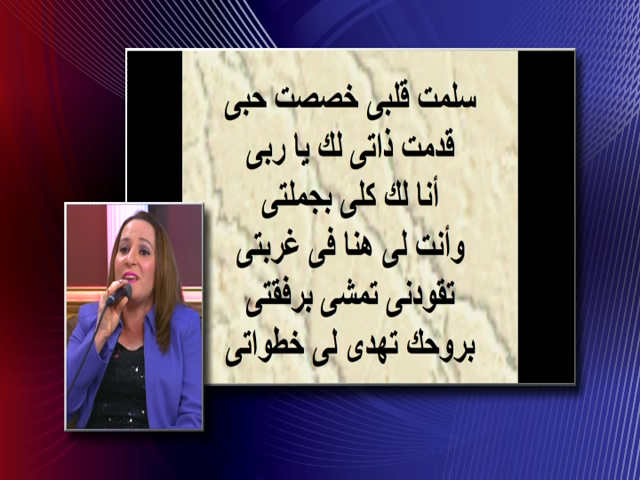 سلمت قلبى خصصت حبى
قدمت ذاتى لك يا ربى
أنا لك كلى بجملتى
وأنت لى هنا فى غربتى
تقودنى تمشى برفقتى
بروحك تهدى لى خطواتى